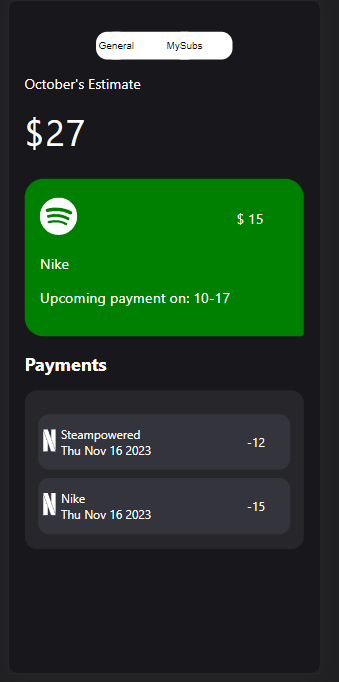 General MySubs
October's Estimate
$27
$ 15
Nike
Upcoming payment on: 10-17
Payments
N Steampowered
Thu Nov 16 2023
-12
N Nike
Thu Nov 16 2023
-15